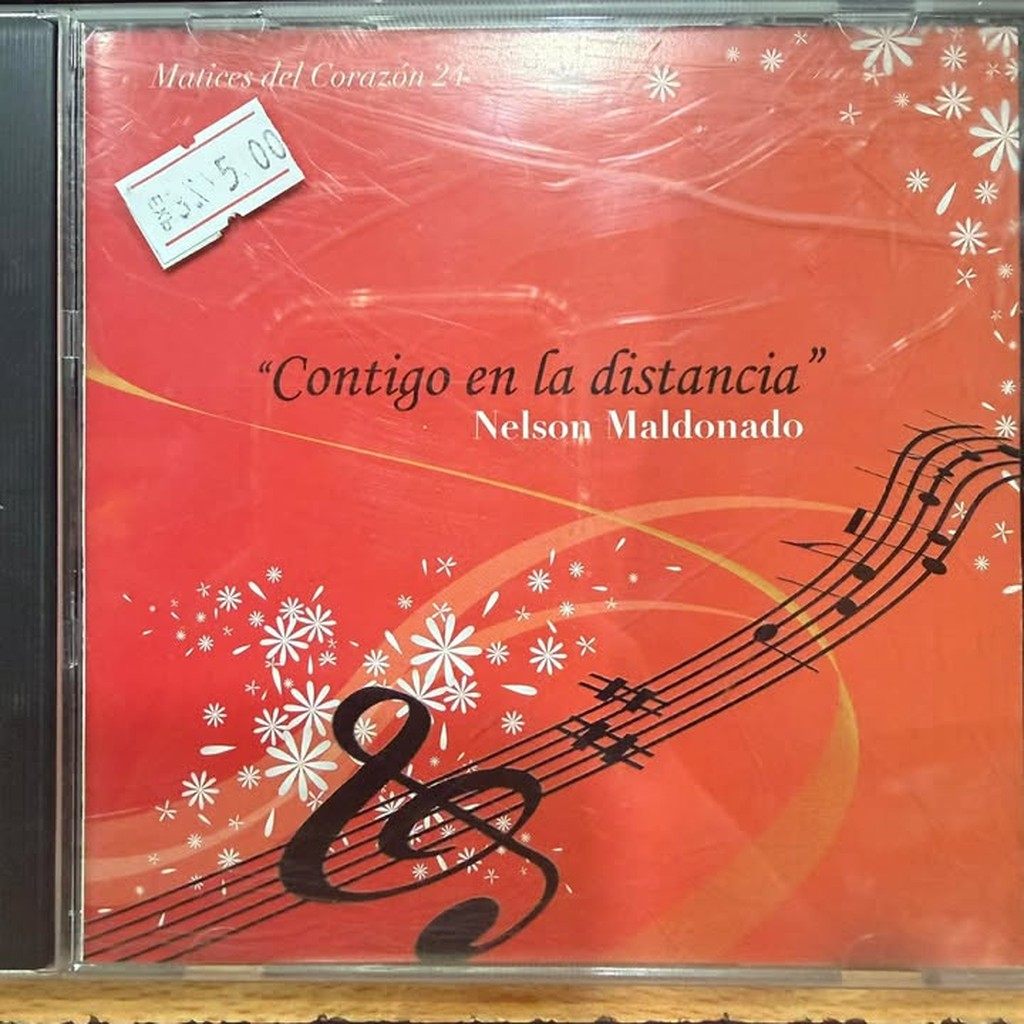 Matices del Corazón 24
5.00
“Contigo en la distancia”
Nelson Maldonado